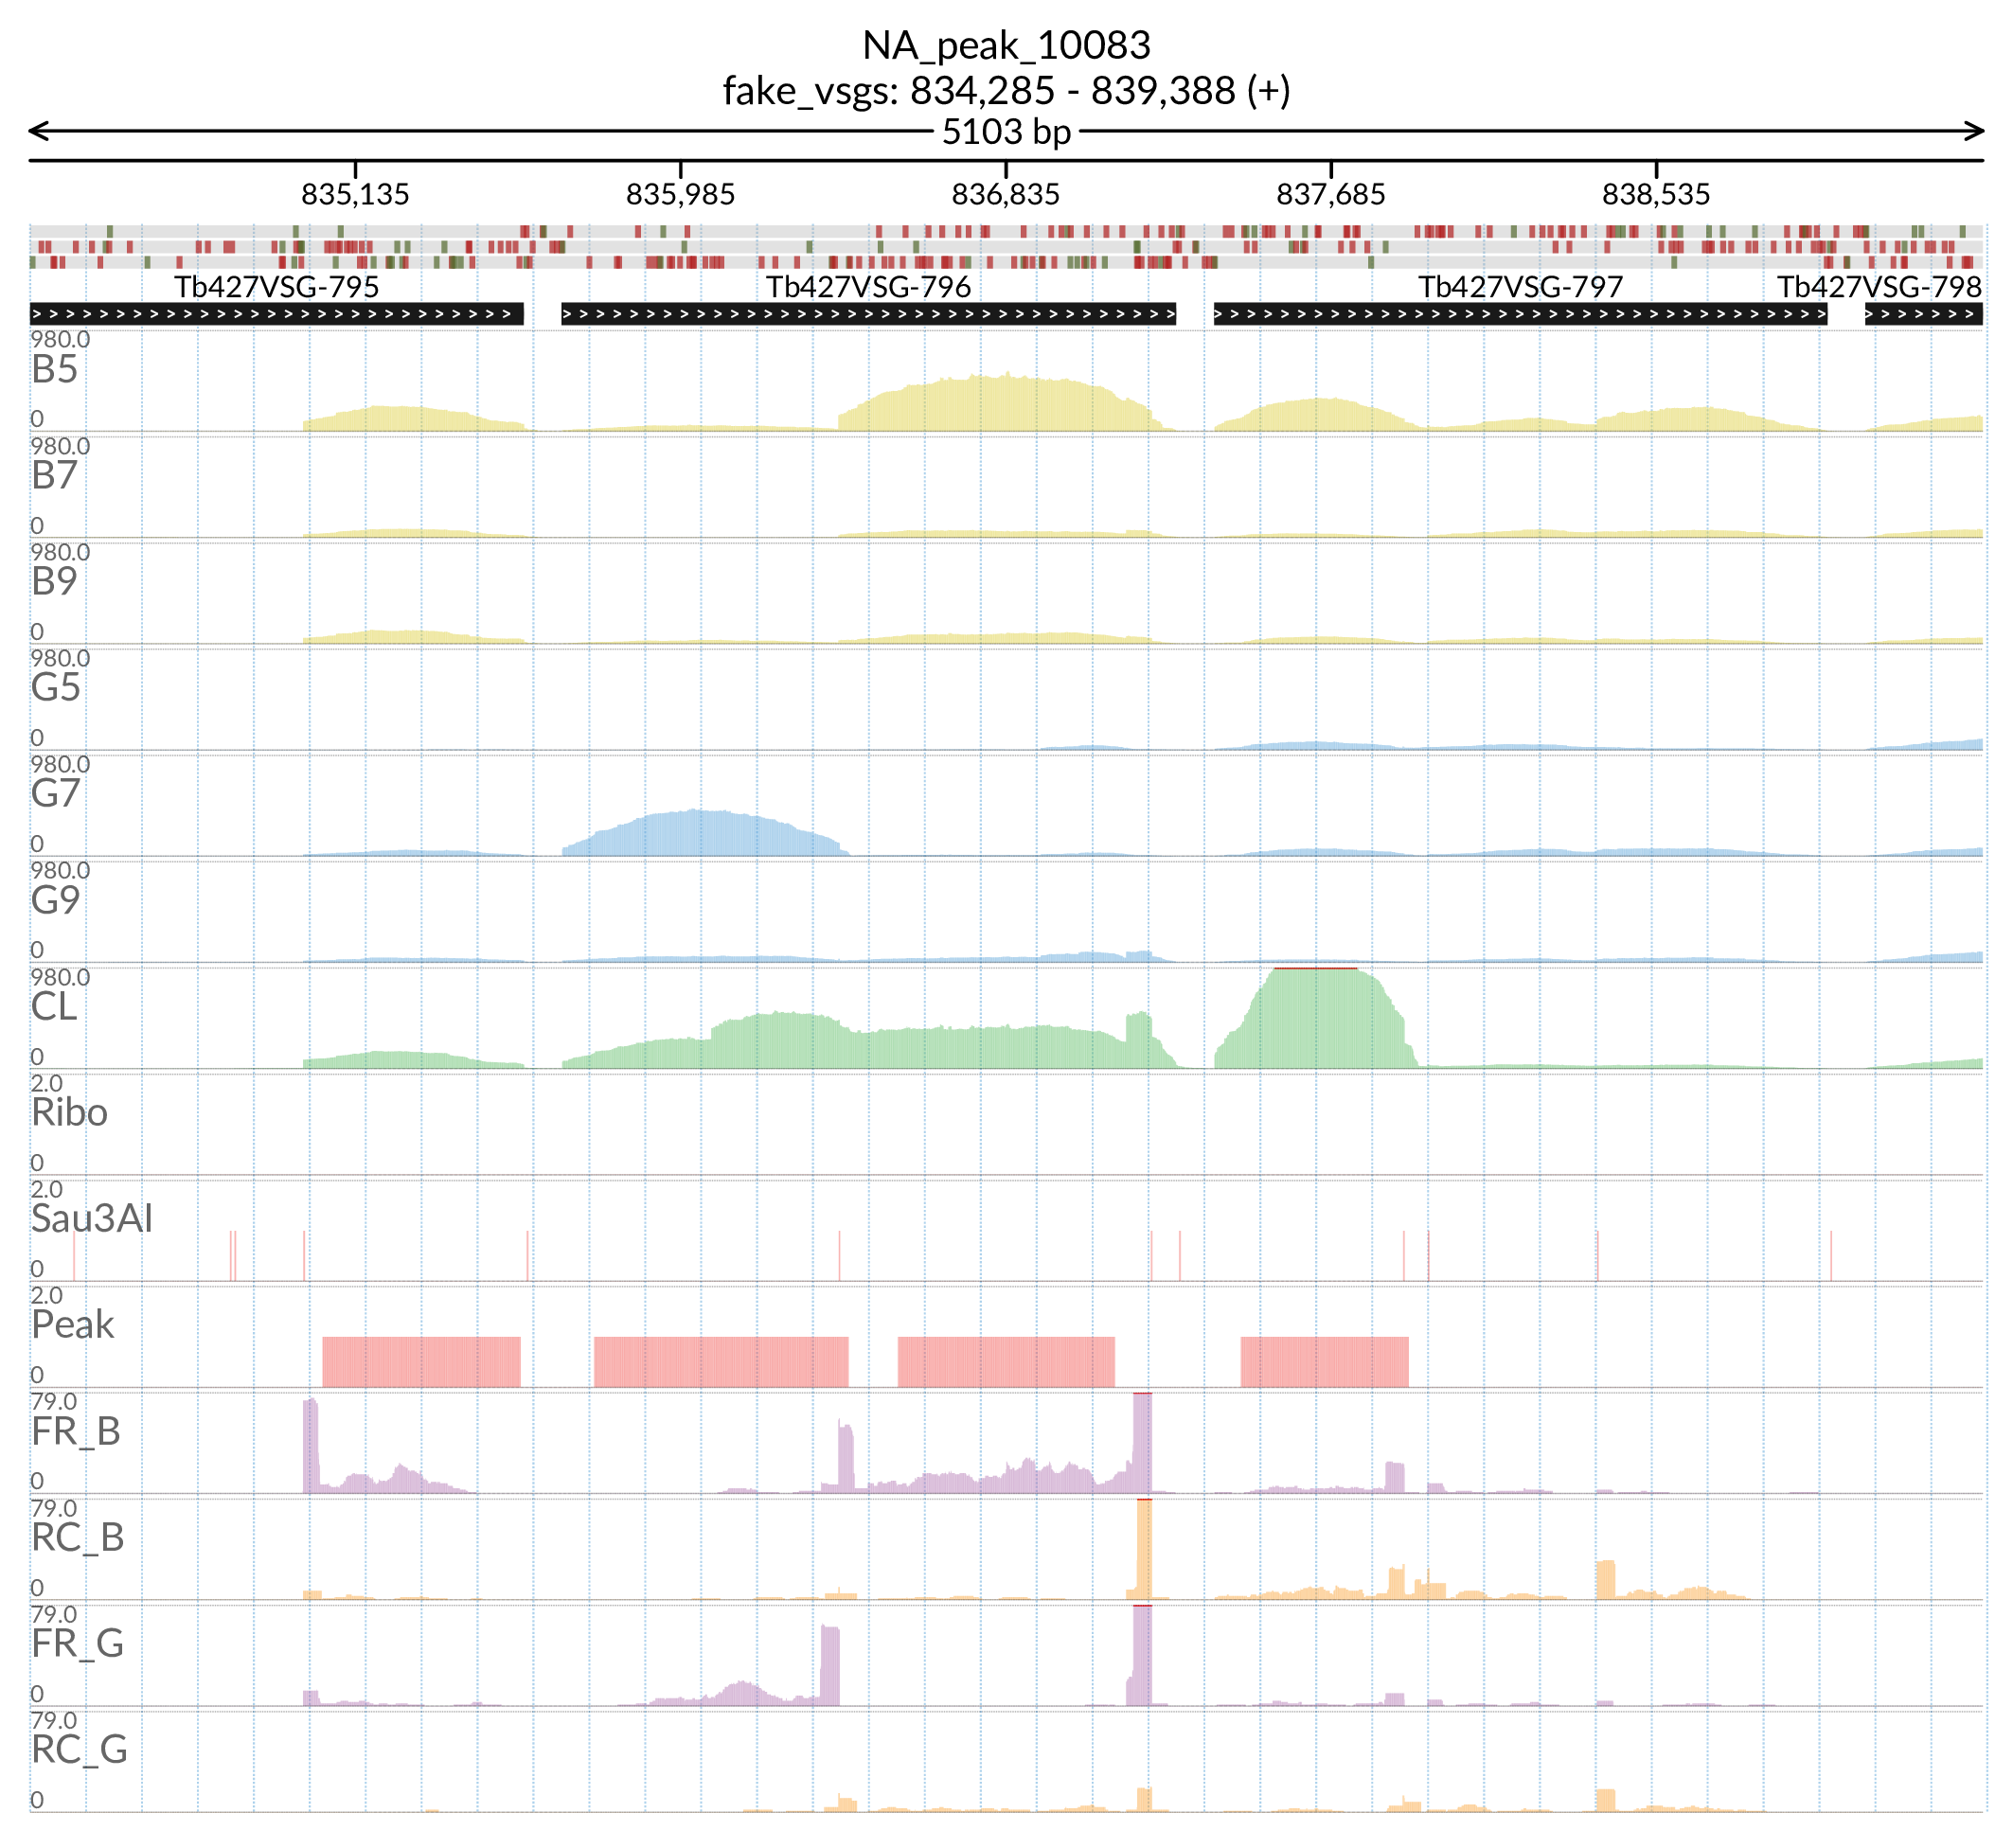 NA_peak_10083
fake_vsgs: 834,285 - 839,388 (+)
5103 bp
835,135 835,985 836,835 837,685 838,535
Tb427VSG-795 Tb427VSG-796 Tb427VSG-797 Tb427VSG-798
980.0
B5
0
980.0
B7
0
980.0
B9
0
980.0
G5
0
980.0
G7
0
980.0
G9
0
980.0
CL
0
2.0
Ribo
0
2.0
Sau3AI
0
2.0
Peak
0
79.0
FR_B
0
79.0
RC_B
0
79.0
FR_G
0
79.0
RC_G
0